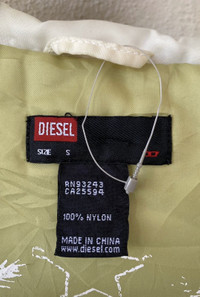 DIESEL
SIZE S
RN93243
CA25594
100% NYLON
MADE IN CHINA
www.diesel.com